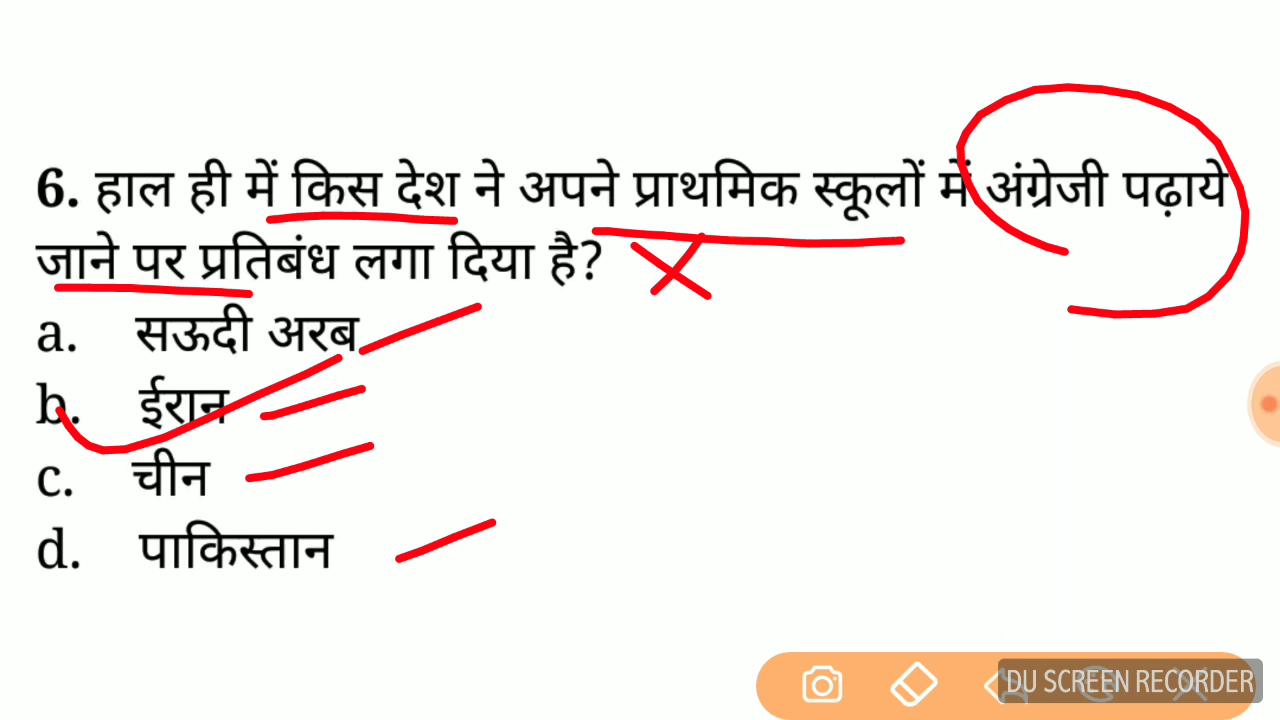 6. हाल ही में किस देश ने अपने प्राथमिक स्कूलों में अंग्रेजी पढ़ाये
जाने पर प्रतिबंध लगा दिया है?
a. सऊदी अरब
b. ईरान
c. चीन
d. पाकिस्तान
DU SCREEN RECORDER